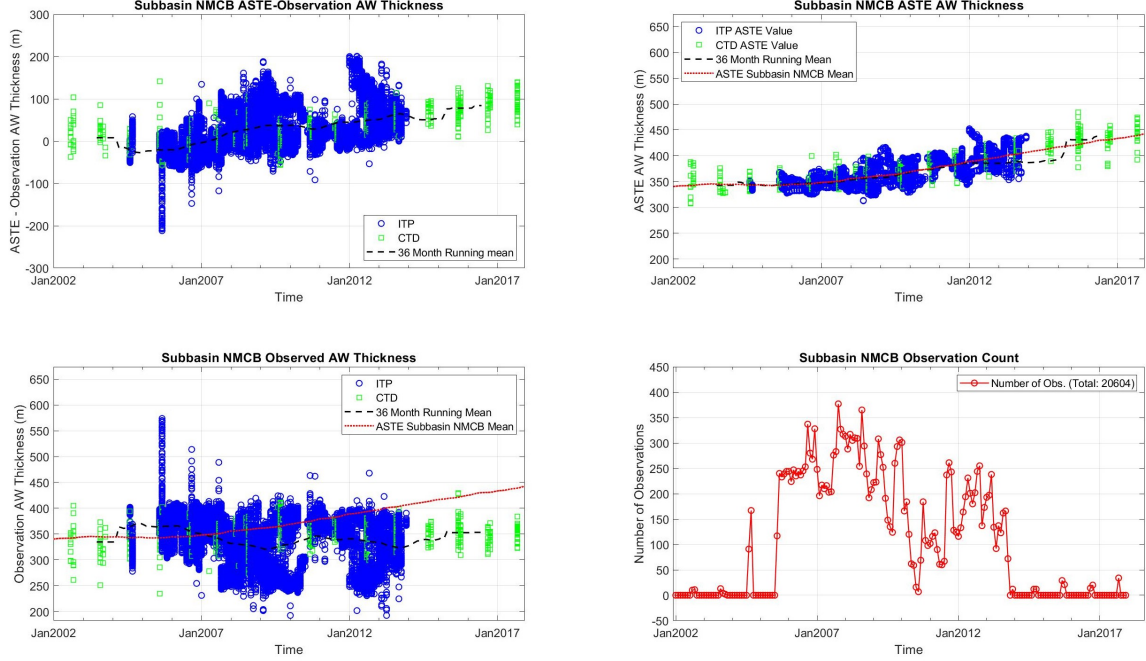 Subbasin NMCB ASTE-Observation AW Thickness
ASTE - Observation AW Thickness (m)
200
100
0
-100
-200
-300
ITP
CTD
36 Month Running mean
Jan2002
Jan2007
Jan2012
Jan2017
Time
Subbasin NMCB ASTE AW Thickness
ASTE AW Thickness (m)
650
600
550
500
450
400
350
300
250
200
ITP ASTE Value
CTD ASTE Value
36 Month Running Mean
ASTE Subbasin NMCB Mean
Jan2002
Jan2007
Jan2012
Jan2017
Time
Subbasin NMCB Observed AW Thickness
Observation AW Thickness (m)
650
600
550
500
450
400
350
300
250
200
ITP
CTD
36 Month Running Mean
ASTE Subbasin NMCB Mean
Jan2002
Jan2007
Jan2012
Jan2017
Time
Subbasin NMCB Observation Count
Number of Observations
450
400
350
300
250
200
150
100
50
0
-50
Number of Obs. (Total: 20604)
Jan2002
Jan2007
Jan2012
Jan2017
Time